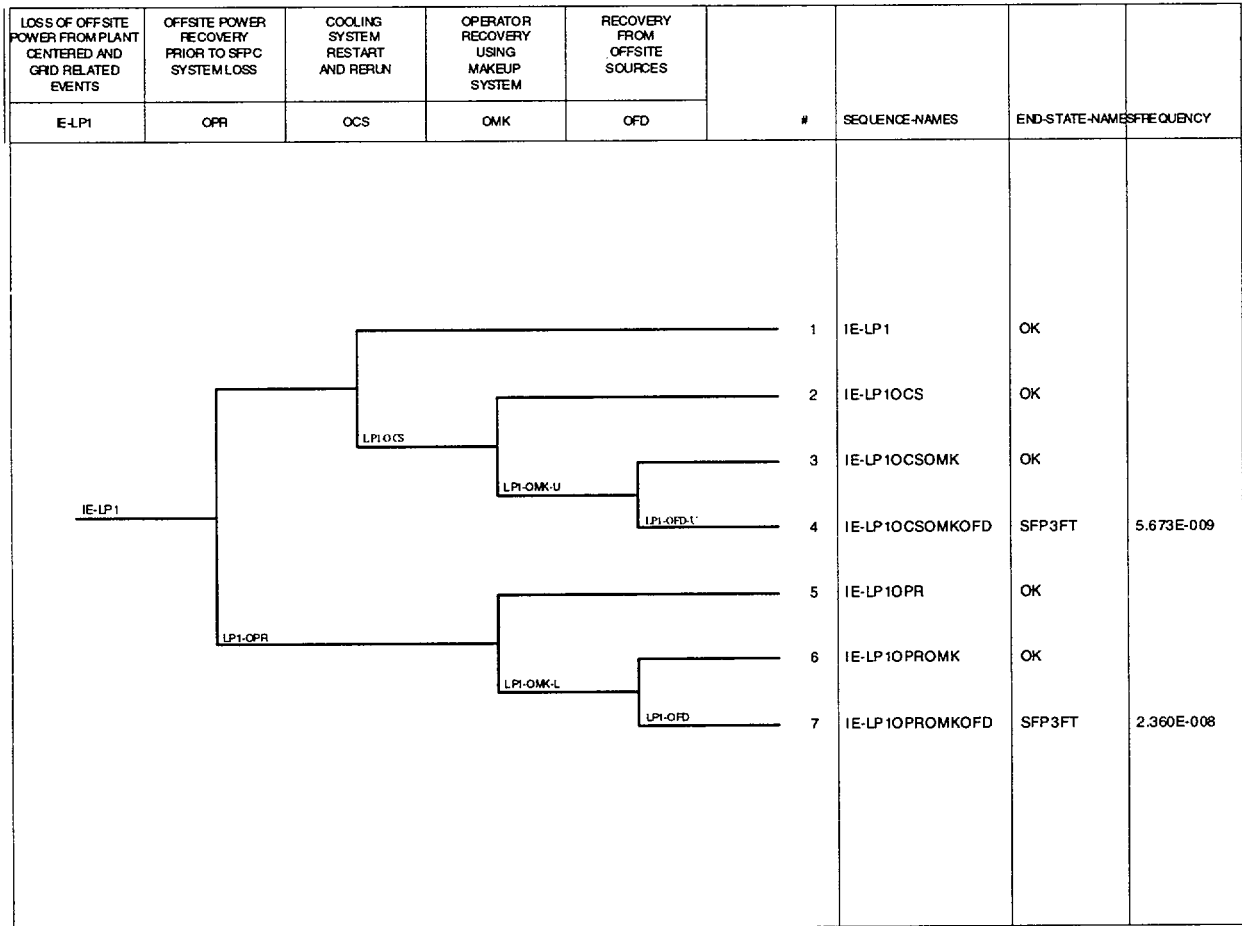 LOSS OF OFFSITE
POWER FROM PLANT
CENTERED AND
GRID RELATED
EVENTS
OFFSITE POWER
RECOVERY
PRIOR TO SFPC
SYSTEM LOSS
COOLING
SYSTEM
RESTART
AND RERUN
OPERATOR
RECOVERY
USING
MAKEUP
SYSTEM
RECOVERY
FROM
OFFSITE
SOURCES
IE-LP1
OPR
OCS
OMK
OFD
#
SEQUENCE-NAMES
END-STATE-NAMES
FREQUENCY
1
IE-LP1
OK
2
IE-LP1OCS
OK
LP1OCS
3
IE-LP1OCSOMK
OK
LP1-OMK-U
IE-LP1
LP1-OFD-U
4
IE-LP1OCSOMKOFD
SFP3FT
5.673E-009
5
IE-LP1OPR
OK
LP1-OPR
6
IE-LP1OPROMK
OK
LP1-OMK-L
LP1-OFD
7
IE-LP1OPROMKOFD
SFP3FT
2.360E-008